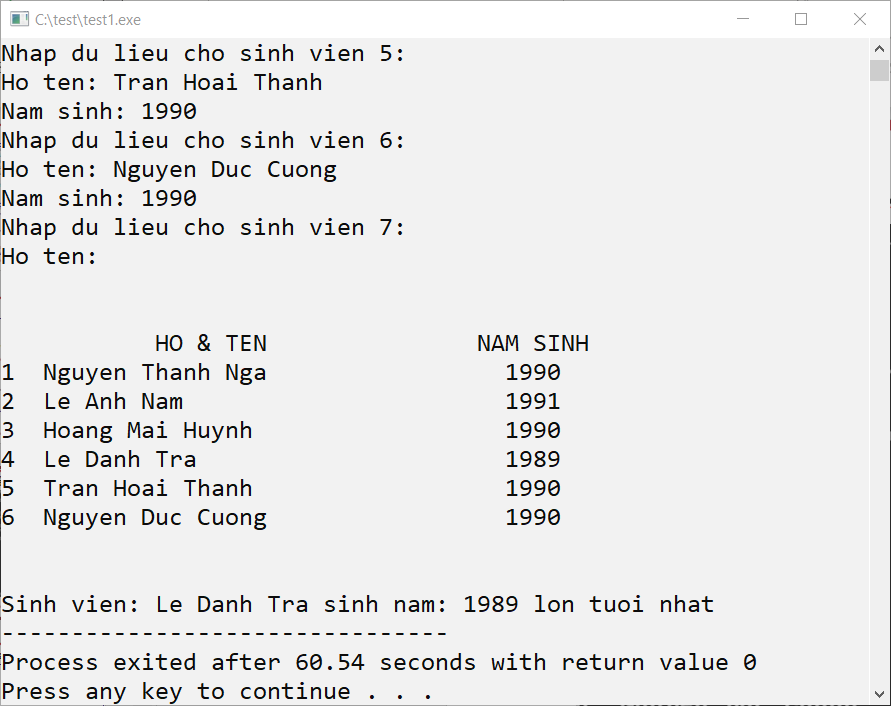 C:\test\test1.exe
Nhap du lieu cho sinh vien 5:
Ho ten: Tran Hoai Thanh
Nam sinh: 1990
Nhap du lieu cho sinh vien 6:
Ho ten: Nguyen Duc Cuong
Nam sinh: 1990
Nhap du lieu cho sinh vien 7:
Ho ten:
HO & TEN NAM SINH
1 Nguyen Thanh Nga 1990
2 Le Anh Nam 1991
3 Hoang Mai Huynh 1990
4 Le Danh Tra 1989
5 Tran Hoai Thanh 1990
6 Nguyen Duc Cuong 1990
Sinh vien: Le Danh Tra sinh nam: 1989 lon tuoi nhat
--------------------------------
Process exited after 60.54 seconds with return value 0
Press any key to continue . . .